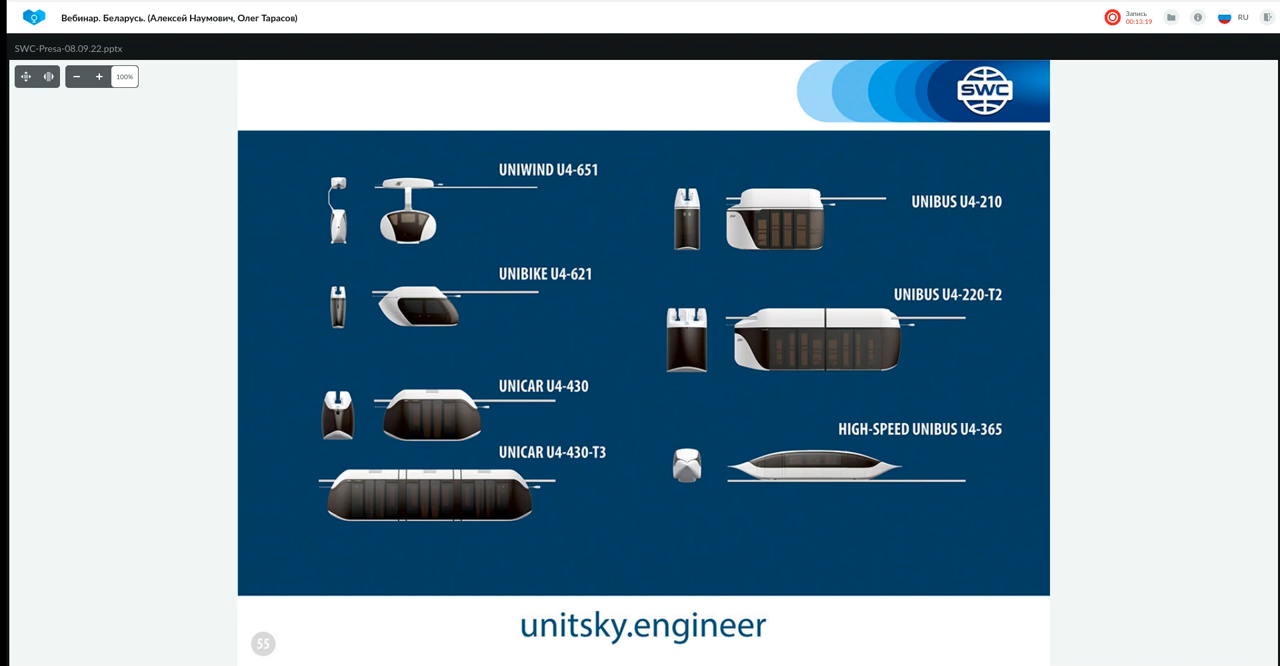 Вебинар. Беларусь. (Алексей Наумович, Олег Тарасов)
Запись
00:13:19
RU
SWC-Presa-08.09.22.pptx
100%
SWC
UNIWIND U4-651
UNIBUS U4-210
UNIBIKE U4-621
UNIBUS U4-220-T2
UNICAR U4-430
HIGH-SPEED UNIBUS U4-365
UNICAR U4-430-T3
unitsky.engineer
55